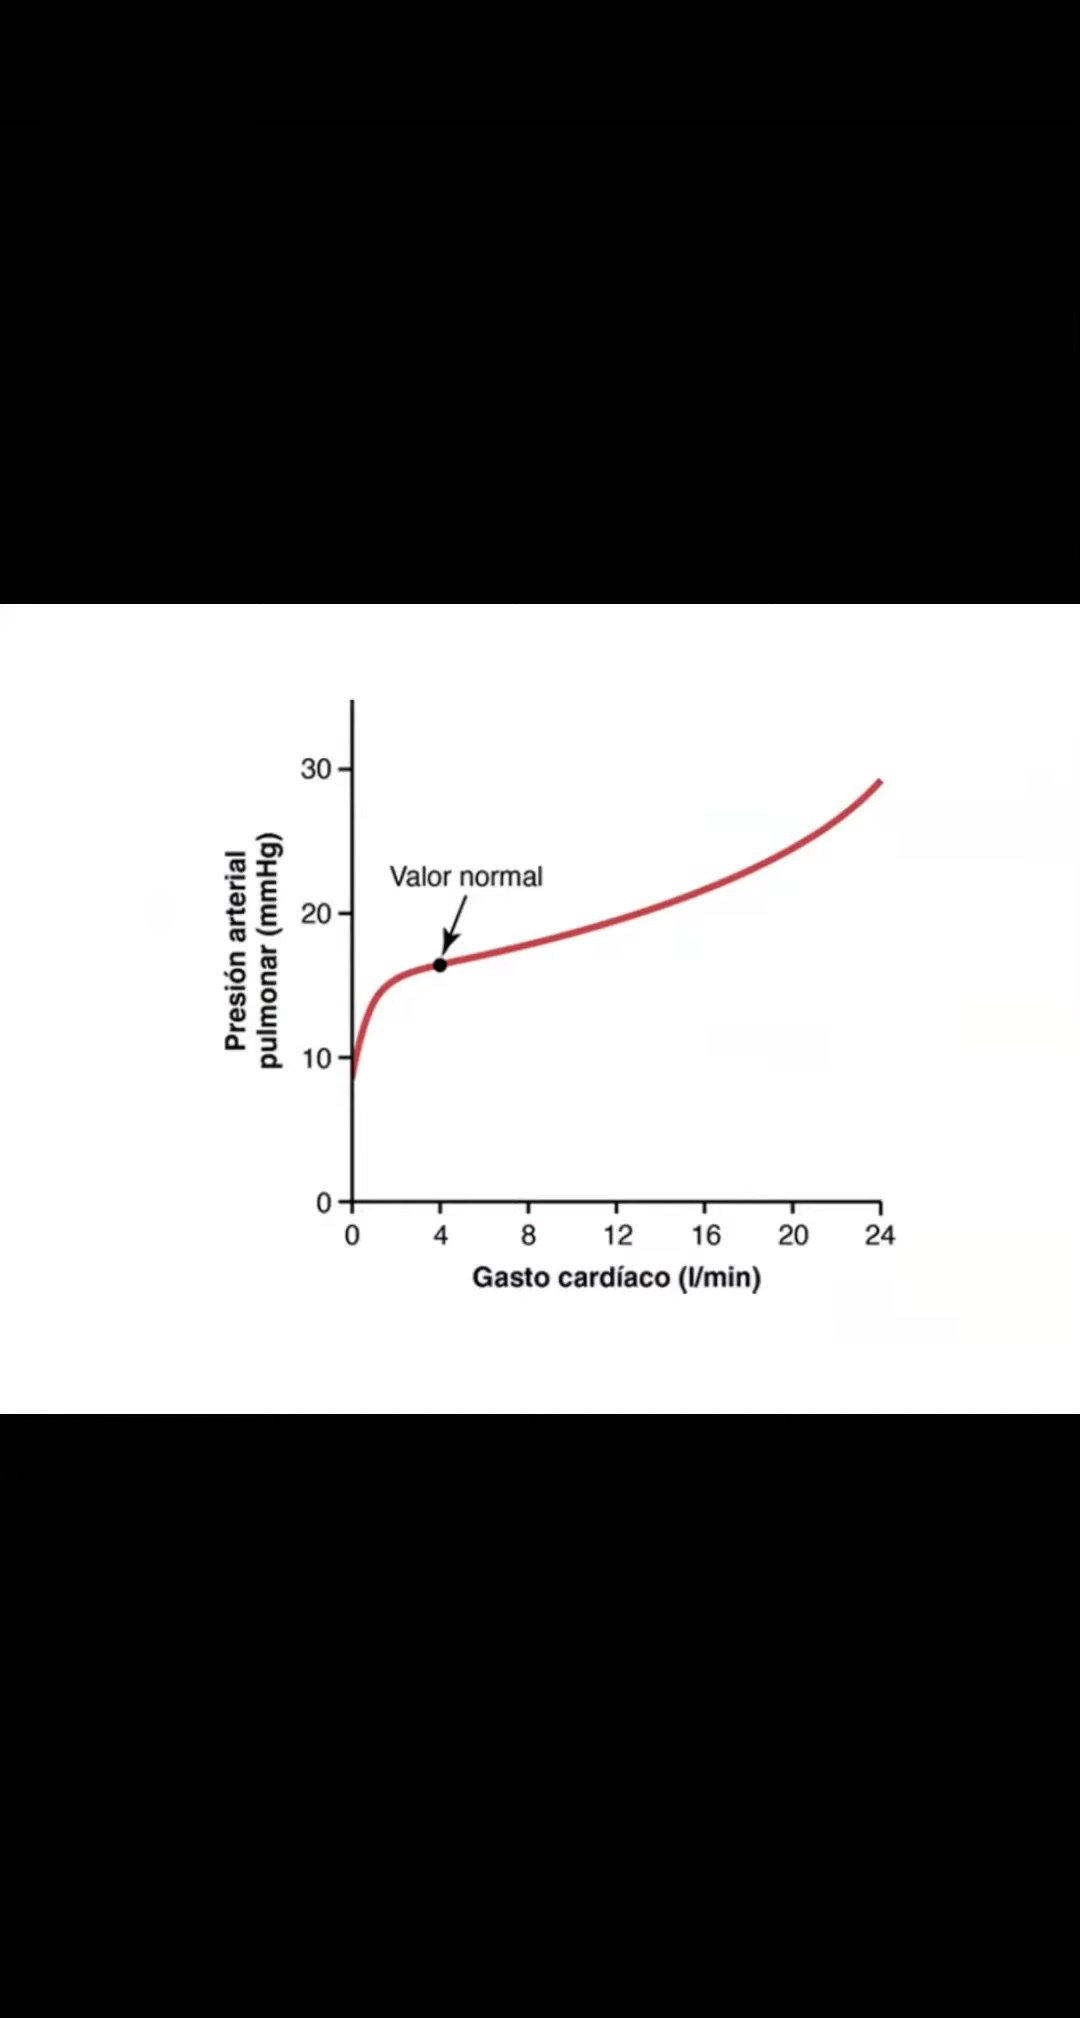 Presión arterial
pulmonar (mmHg)
30
20
10
0
Valor normal
0 4 8 12 16 20 24
Gasto cardíaco (l/min)